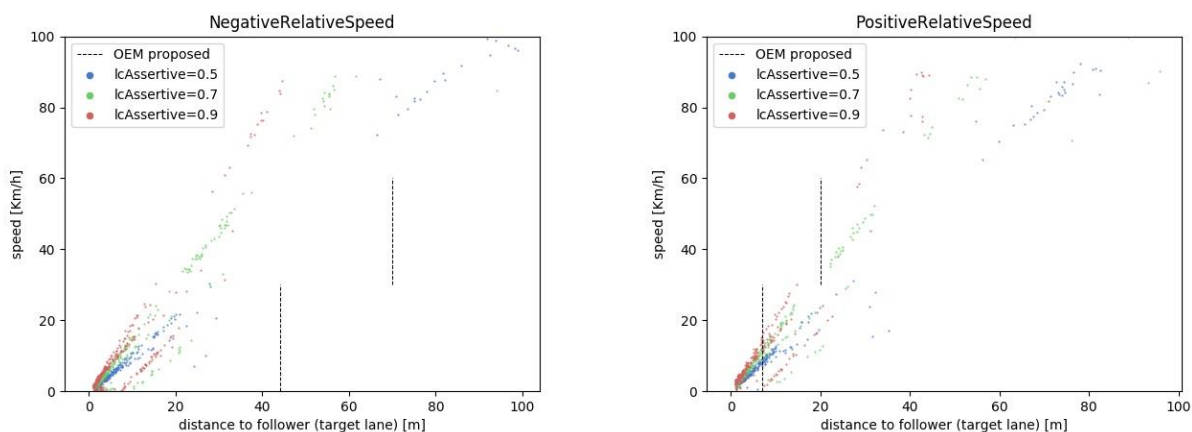 NegativeRelativeSpeed
100
80
60
40
20
0
speed [Km/h]
OEM proposed
lcAssertive=0.5
lcAssertive=0.7
lcAssertive=0.9
0 20 40 60 80 100
distance to follower (target lane) [m]
PositiveRelativeSpeed
100
80
60
40
20
0
speed [Km/h]
OEM proposed
lcAssertive=0.5
lcAssertive=0.7
lcAssertive=0.9
0 20 40 60 80 100
distance to follower (target lane) [m]